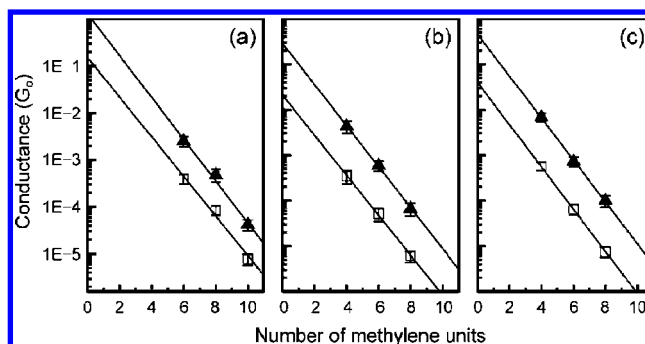 (a) (b) (c)
Conductance (G₀)
1E-1
1E-2
1E-3
1E-4
1E-5
0 2 4 6 8 10 0 2 4 6 8 10 0 2 4 6 8 10
Number of methylene units